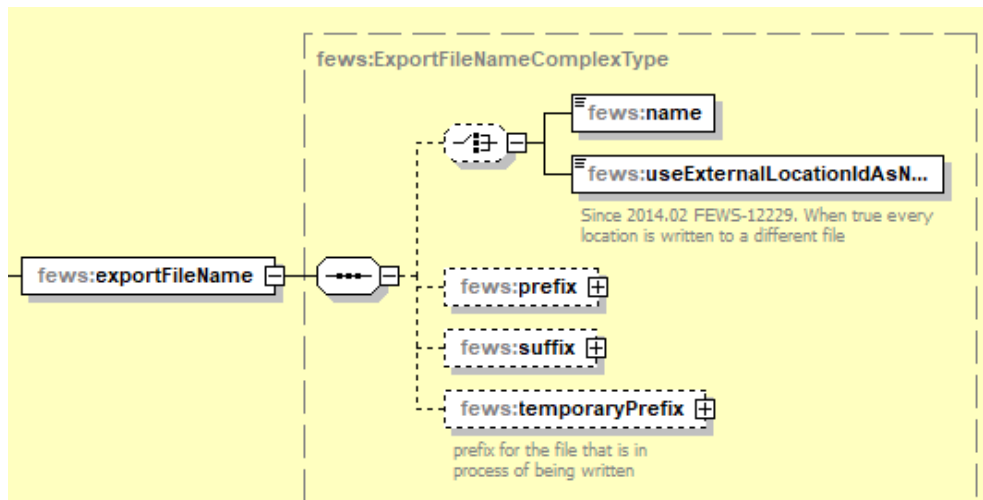 fews:ExportFileNameComplexType
fews:name
fews:useExternalLocationIdAsN...
Since 2014.02 FEWS-12229. When true every
location is written to a different file
fews:exportFileName
fews:prefix
fews:suffix
fews:temporaryPrefix
prefix for the file that is in
process of being written